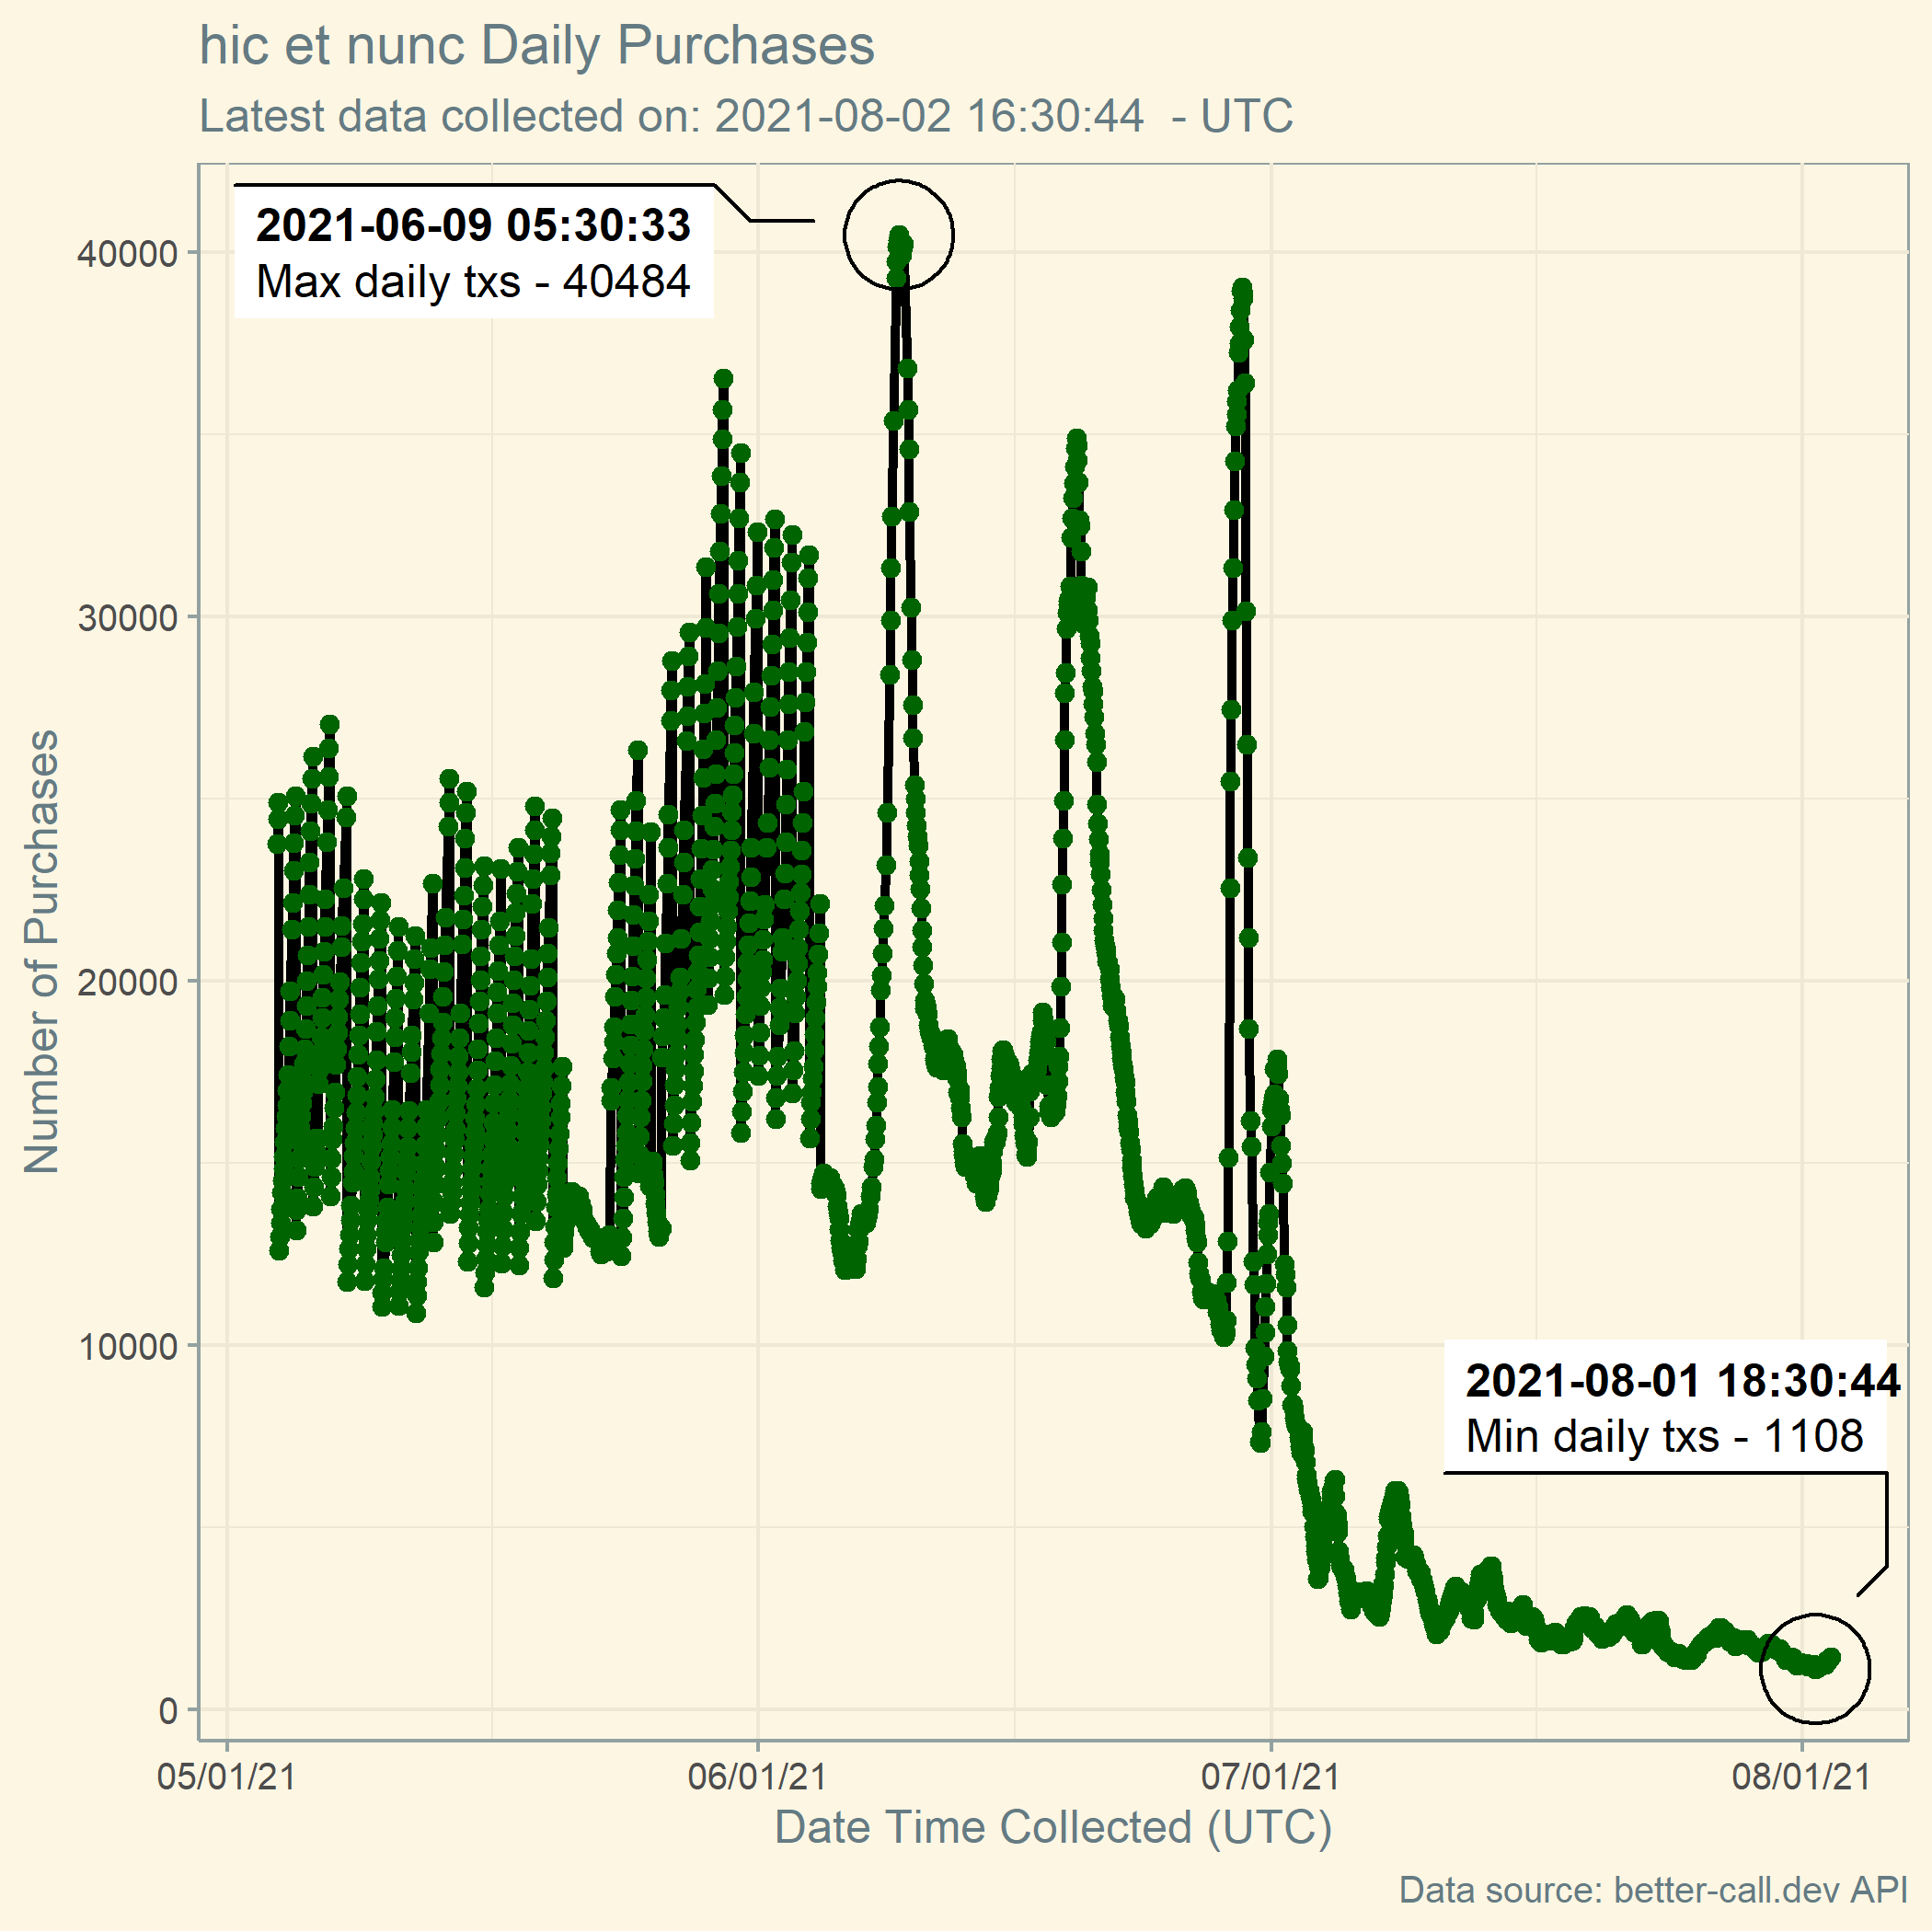 hic et nunc Daily Purchases
Latest data collected on: 2021-08-02 16:30:44  - UTC
2021-06-09 05:30:33
Max daily txs - 40484
40000
30000
20000
10000
0
Number of Purchases
2021-08-01 18:30:44
Min daily txs - 1108
05/01/21 06/01/21 07/01/21 08/01/21
Date Time Collected (UTC)
Data source: better-call.dev API